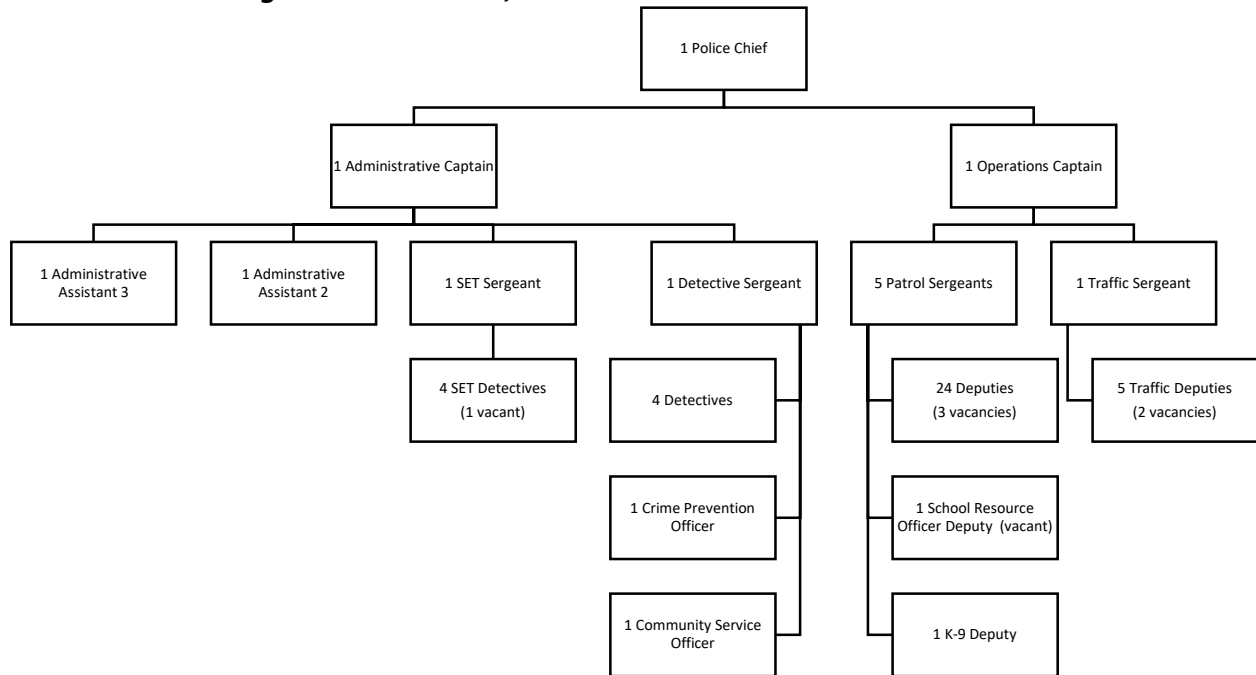 1 Police Chief
1 Administrative Captain
1 Operations Captain
1 Administrative
Assistant 3
1 Adminstrative
Assistant 2
1 SET Sergeant
1 Detective Sergeant
5 Patrol Sergeants
1 Traffic Sergeant
4 SET Detectives
(1 vacant)
4 Detectives
24 Deputies
(3 vacancies)
5 Traffic Deputies
(2 vacancies)
1 Crime Prevention
Officer
1 School Resource
Officer Deputy (vacant)
1 Community Service
Officer
1 K-9 Deputy